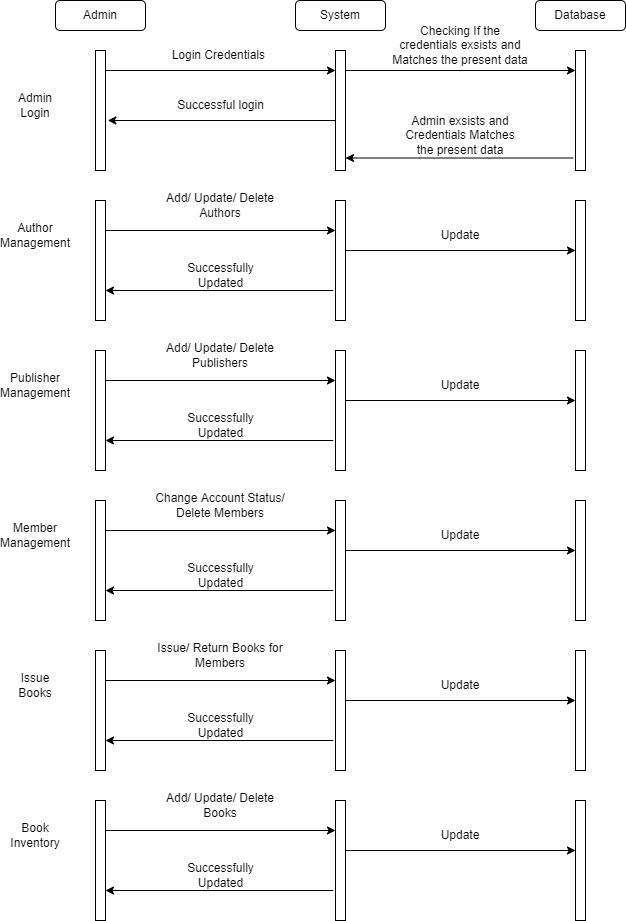 Admin
System
Database
Checking If the
credentials exsists and
Matches the present data
Login Credentials
Admin
Login
Successful login
Admin exsists and
Credentials Matches
the present data
Add/ Update/ Delete
Authors
Author
Management
Update
Successfully
Updated
Add/ Update/ Delete
Publishers
Publisher
Management
Update
Successfully
Updated
Change Account Status/
Delete Members
Member
Management
Update
Successfully
Updated
Issue/ Return Books for
Members
Issue
Books
Update
Successfully
Updated
Add/ Update/ Delete
Books
Book
Inventory
Update
Successfully
Updated